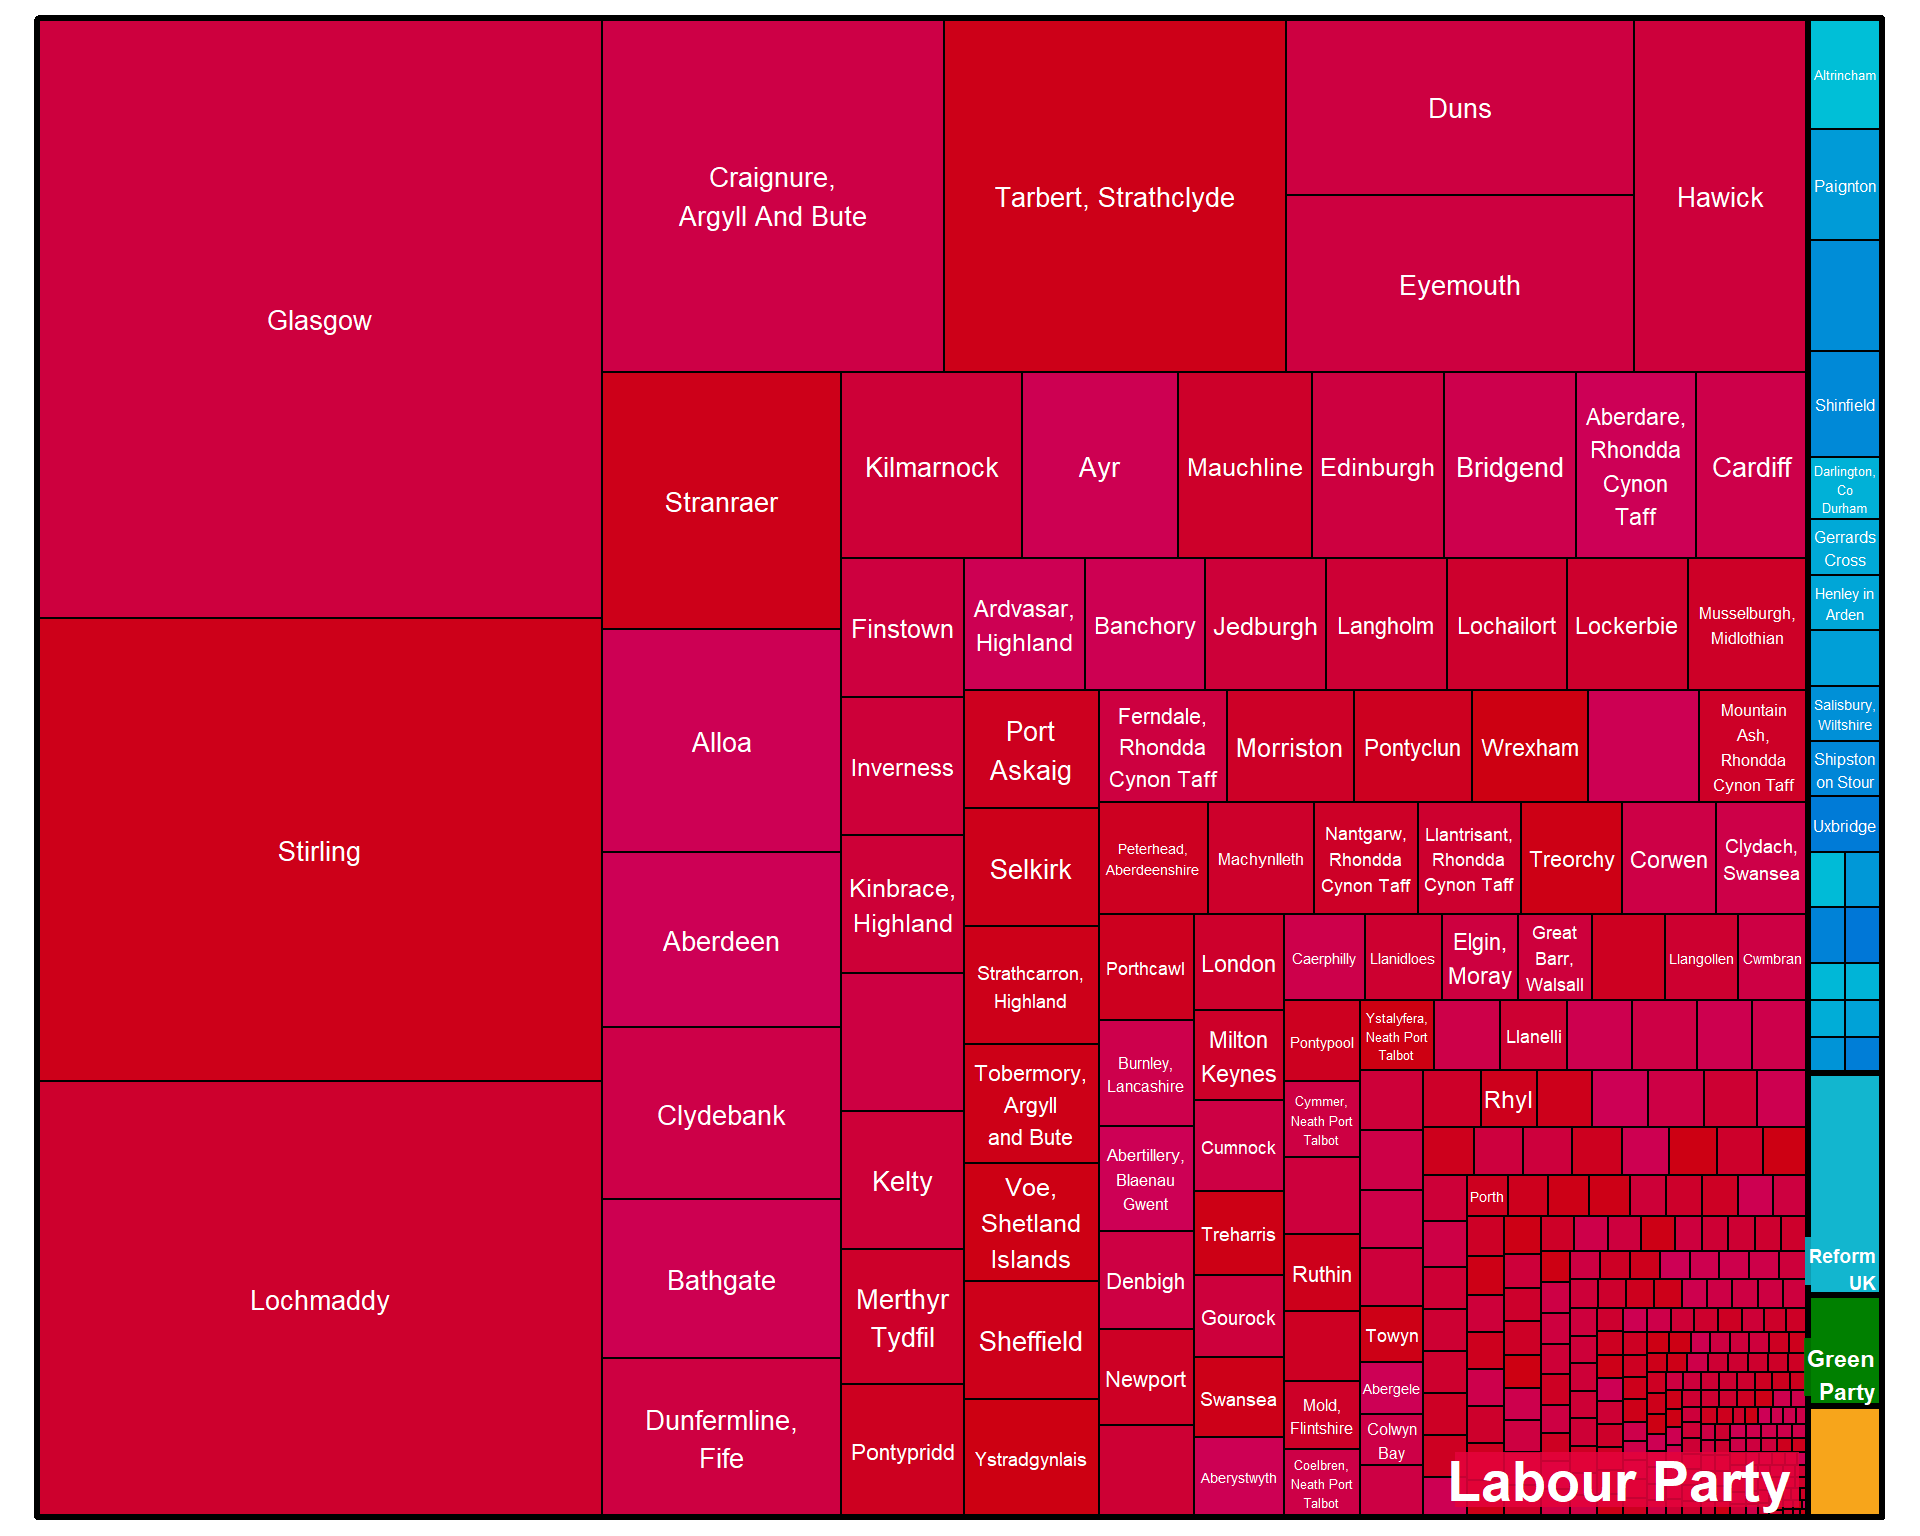 Glasgow
Stirling
Lochmaddy
Craignure,
Argyll And Bute
Tarbert, Strathclyde
Duns
Eyemouth
Hawick
Stranraer
Alloa
Aberdeen
Clydebank
Bathgate
Dunfermline,
Fife
Kilmarnock
Ayr
Mauchline
Edinburgh
Bridgend
Aberdare,
Rhondda
Cynon
Taff
Cardiff
Finstown
Inverness
Kinbrace,
Highland
Kelty
Merthyr
Tydfil
Pontypridd
Ardvasar,
Highland
Banchory
Jedburgh
Langholm
Lochailort
Lockerbie
Musselburgh,
Midlothian
Port
Askaig
Selkirk
Strathcarron,
Highland
Tobermory,
Argyll
and Bute
Voe,
Shetland
Islands
Sheffield
Ystradgynlais
Ferndale,
Rhondda
Cynon Taff
Morriston
Pontyclun
Wrexham
Mountain
Ash,
Rhondda
Cynon Taff
Peterhead,
Aberdeenshire
Machynlleth
Nantgarw,
Rhondda
Cynon Taff
Llantrisant,
Rhondda
Cynon Taff
Treorchy
Corwen
Clydach,
Swansea
Porthcawl
Burnley,
Lancashire
Abertillery,
Blaenau
Gwent
Denbigh
Newport
London
Milton
Keynes
Cumnock
Treharris
Gourock
Swansea
Aberystwyth
Caerphilly
Llanidloes
Elgin,
Moray
Great
Barr,
Walsall
Llangollen
Cwmbran
Pontypool
Cymmer,
Neath Port
Talbot
Ruthin
Mold,
Flintshire
Coelbren,
Neath Port
Talbot
Ystalyfera,
Neath Port
Talbot
Llanelli
Rhyl
Porth
Towyn
Abergele
Colwyn
Bay
Labour Party
Altrincham
Paignton
Shinfield
Darlington,
Co
Durham
Gerrards
Cross
Henley in
Arden
Salisbury,
Wiltshire
Shipston
on Stour
Uxbridge
Reform
UK
Green
Party